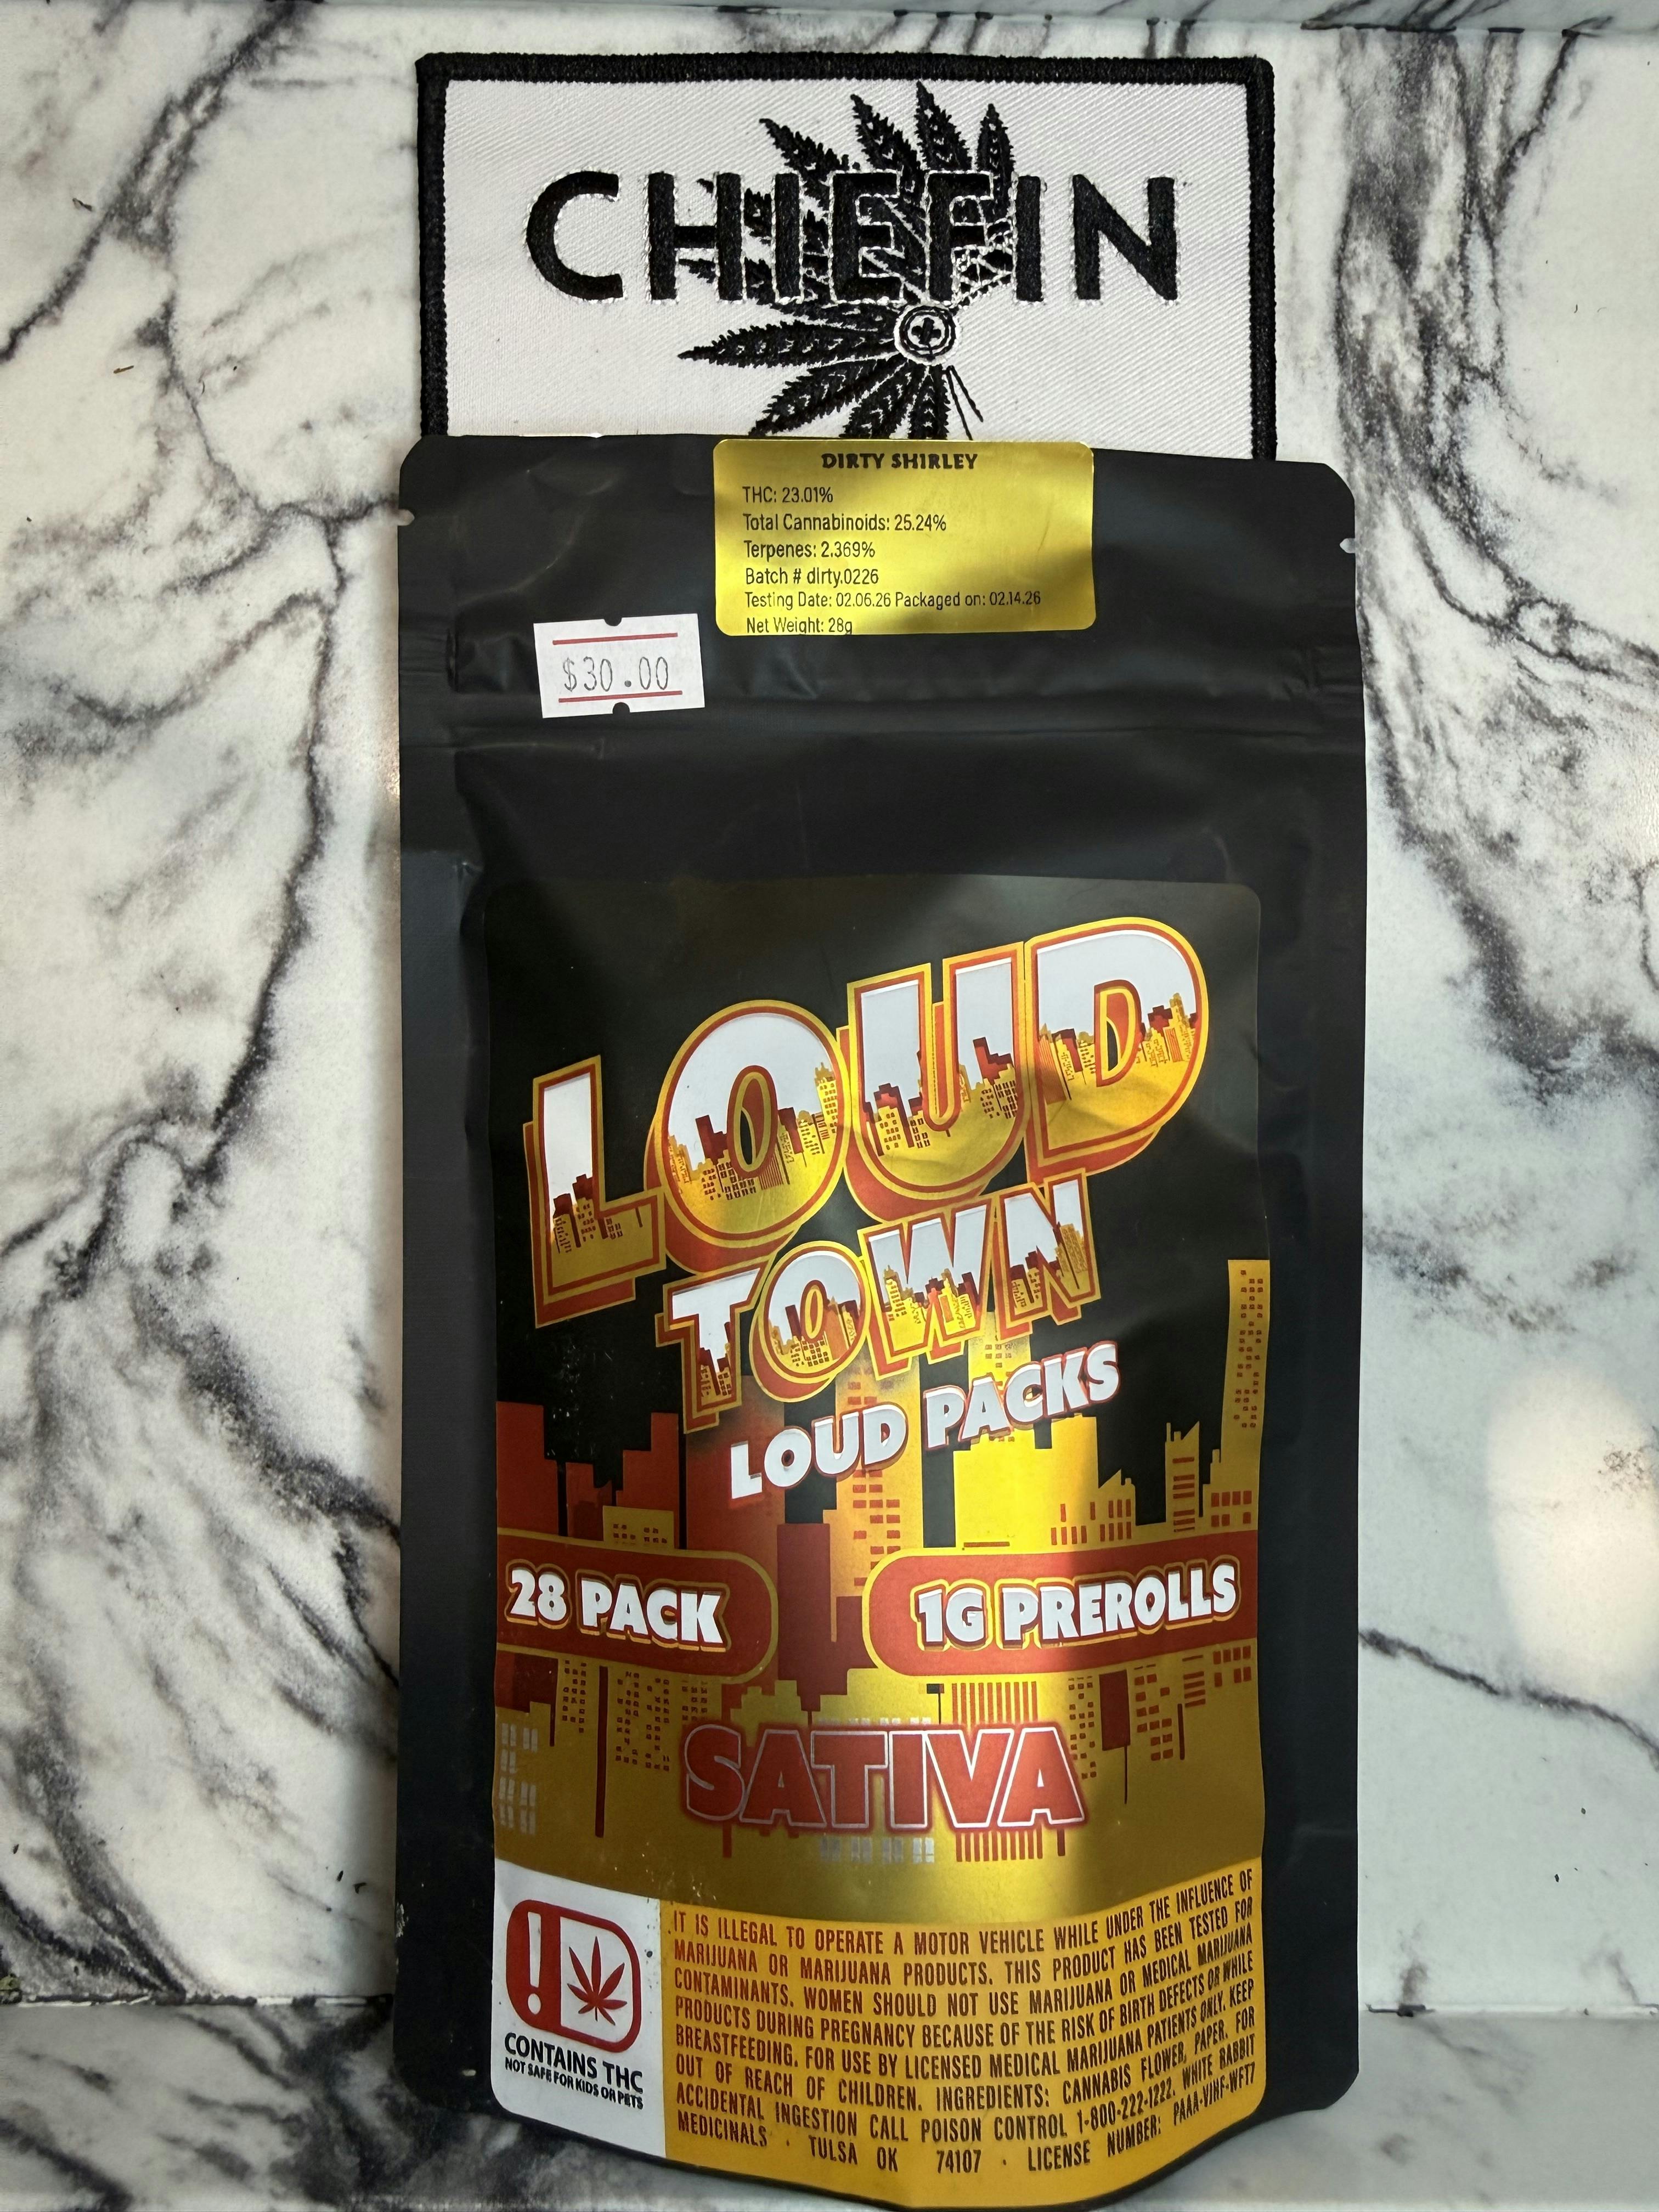 CHIEFIN
DIRTY SHIRLEY
THC: 23.01%
Total Cannabinoids: 25.24%
Terpenes: 2.369%
Batch # dirty.0226
Testing Date: 02.06.26 Packaged on: 02.14.26
Net Weight: 28g
$30.00
LOUD
TOWN
LOUD PACKS
28 PACK
1G PREROLLS
SATIVA
CONTAINS THC
NOT SAFE FOR KIDS OR PETS
IT IS ILLEGAL TO OPERATE A MOTOR VEHICLE WHILE UNDER THE INFLUENCE OF
MARIJUANA OR MARIJUANA PRODUCTS. THIS PRODUCT HAS BEEN TESTED FOR
CONTAMINANTS. WOMEN SHOULD NOT USE MARIJUANA OR MEDICAL MARIJUANA
PRODUCTS DURING PREGNANCY BECAUSE OF THE RISK OF BIRTH DEFECTS OR WHILE
BREASTFEEDING. FOR USE BY LICENSED MEDICAL MARIJUANA PATIENTS ONLY. KEEP
OUT OF REACH OF CHILDREN. INGREDIENTS: CANNABIS FLOWER, PAPER. FOR
ACCIDENTAL INGESTION CALL POISON CONTROL 1-800-222-1222. WHITE RABBIT
MEDICINALS · TULSA OK 74107 · LICENSE NUMBER: PAAA-VIHF-WFT7